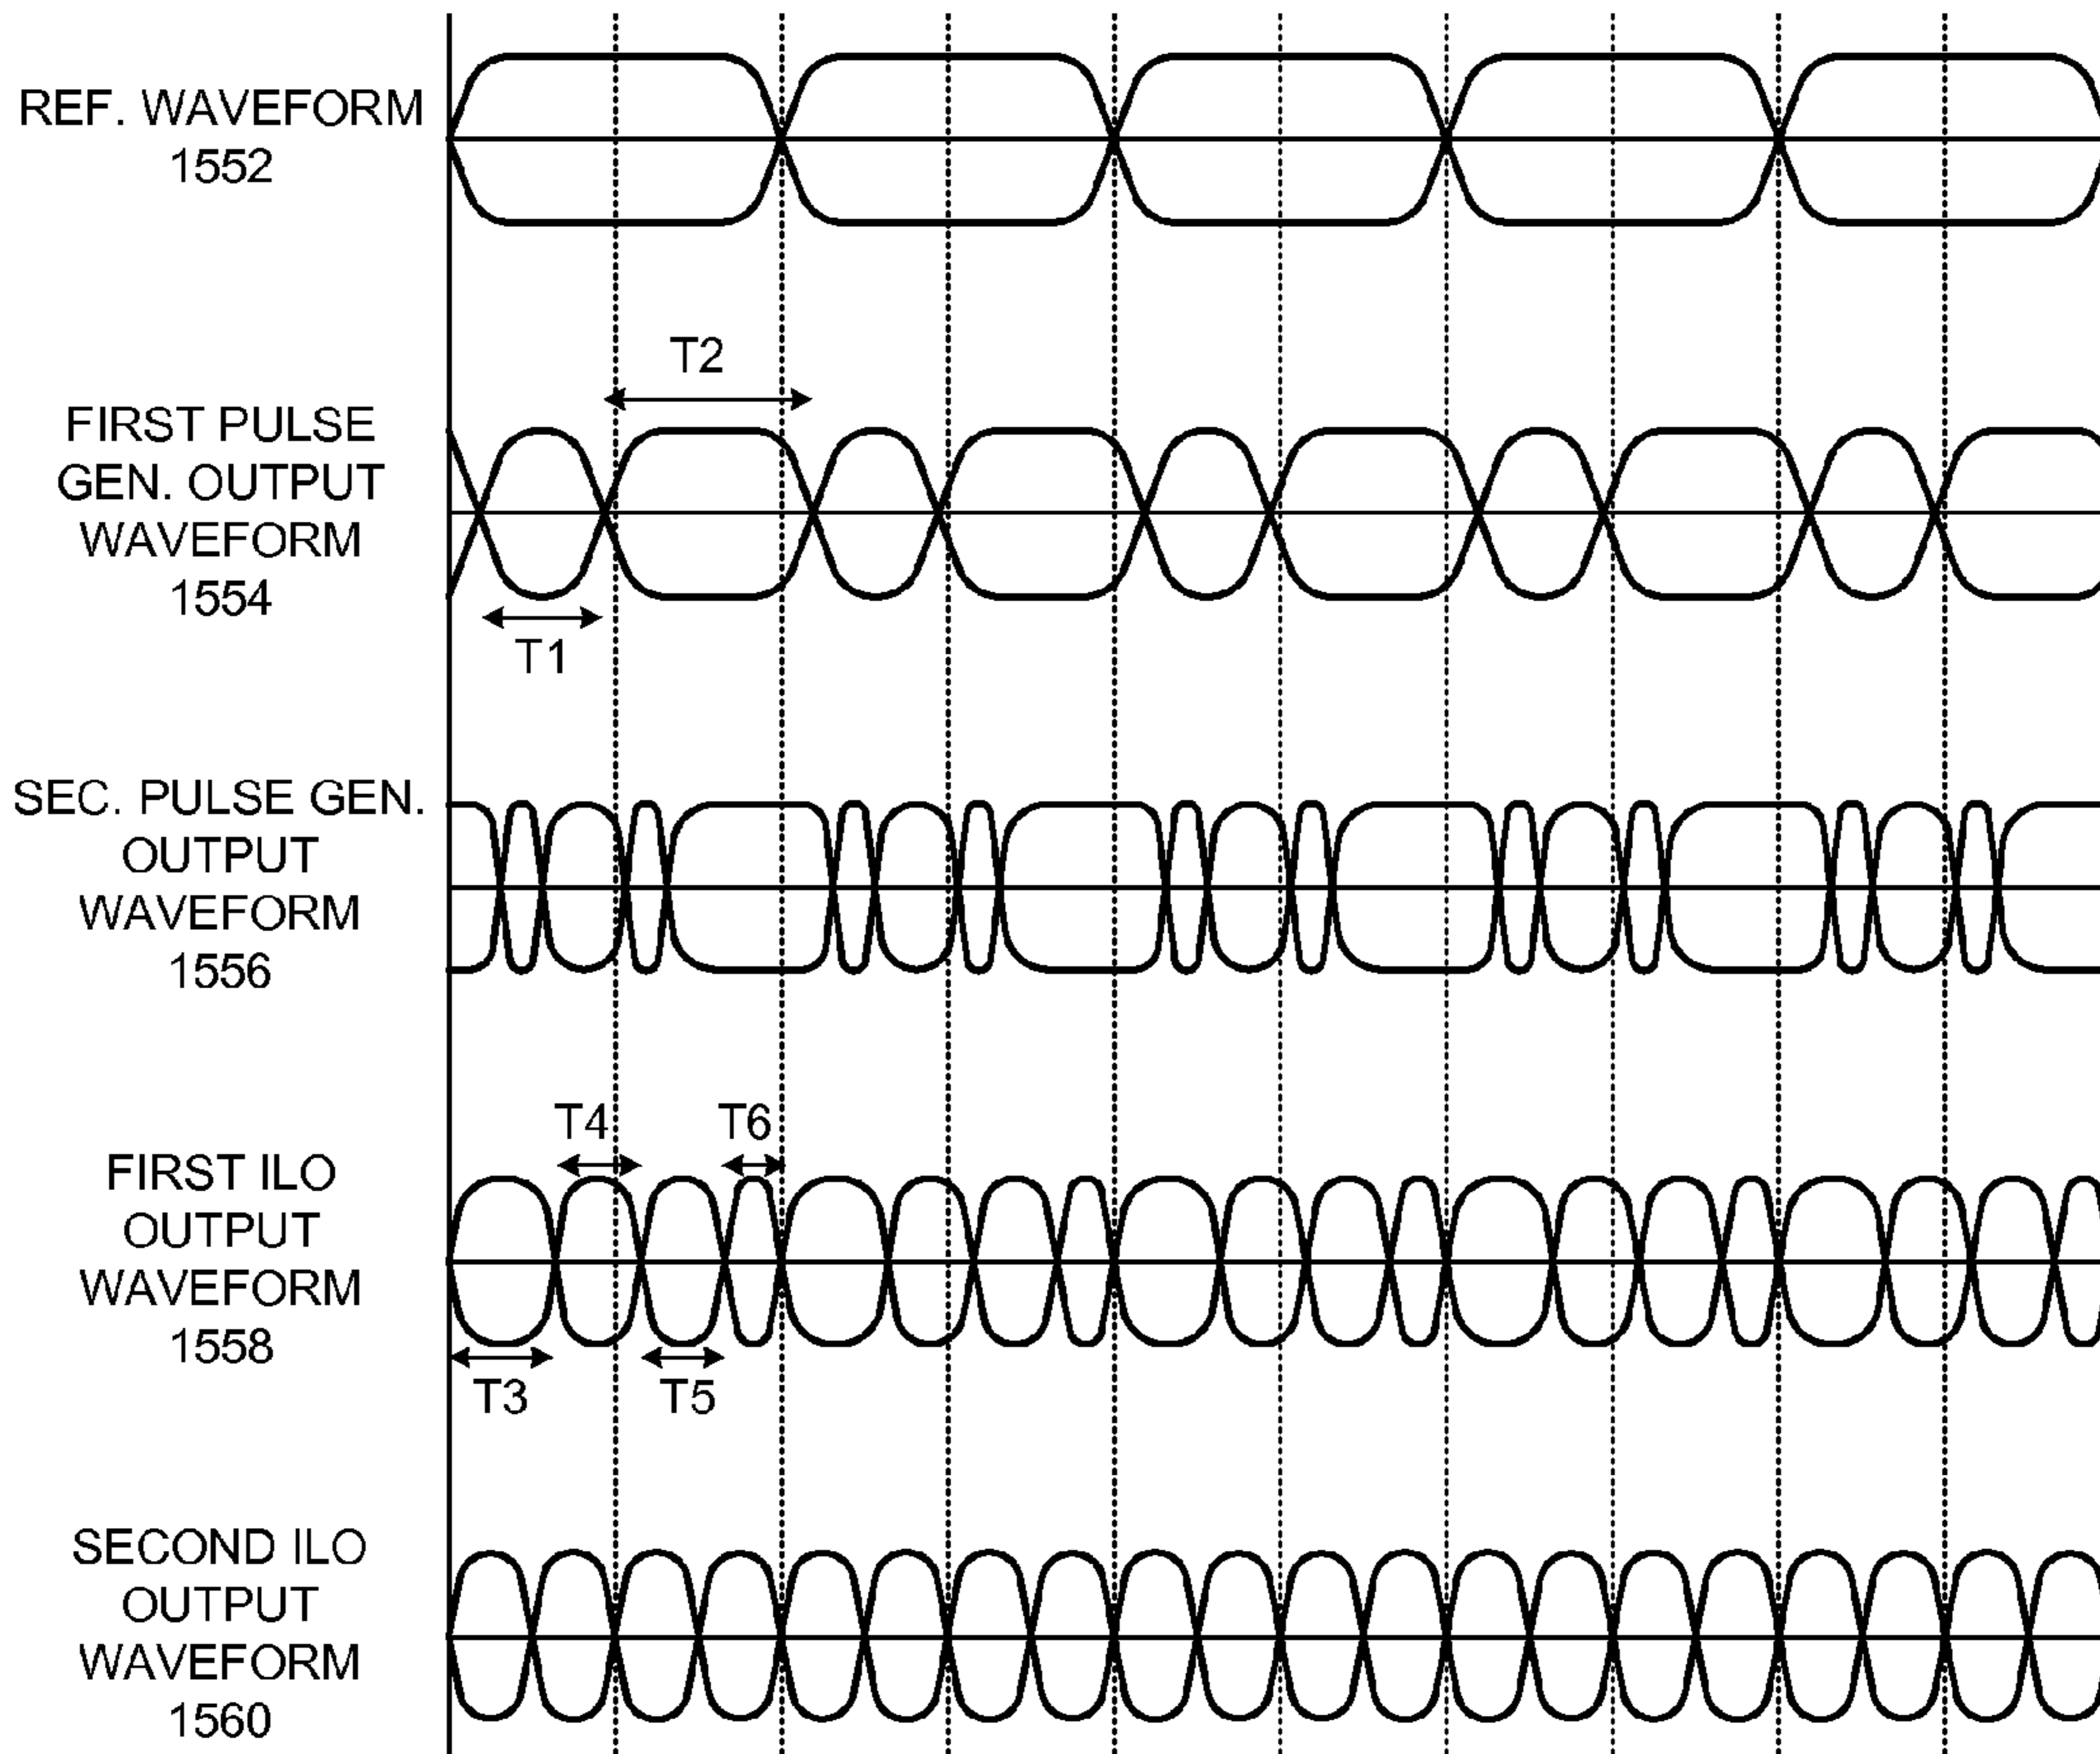 REF. WAVEFORM
1552
T2
FIRST PULSE
GEN. OUTPUT
WAVEFORM
1554
T1
SEC. PULSE GEN.
OUTPUT
WAVEFORM
1556
T4
T6
FIRST ILO
OUTPUT
WAVEFORM
1558
T3
T5
SECOND ILO
OUTPUT
WAVEFORM
1560